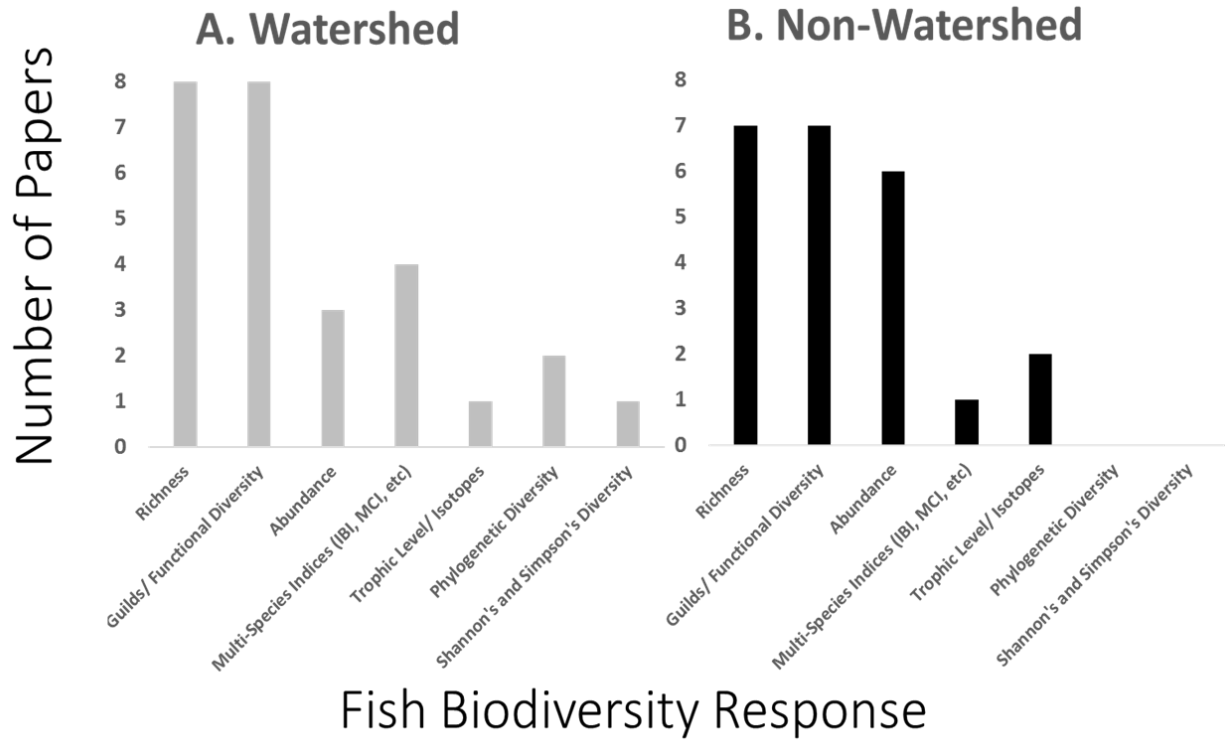 A. Watershed
B. Non-Watershed
Number of Papers
8
7
6
5
4
3
2
1
0
8
7
6
5
4
3
2
1
0
Richness
Guilds/ Functional Diversity
Abundance
Multi-Species Indices (IBI, MCI, etc)
Trophic Level/ Isotopes
Phylogenetic Diversity
Shannon's and Simpson's Diversity
Richness
Guilds/ Functional Diversity
Abundance
Multi-Species Indices (IBI, MCI, etc)
Trophic Level/ Isotopes
Phylogenetic Diversity
Shannon's and Simpson's Diversity
Fish Biodiversity Response